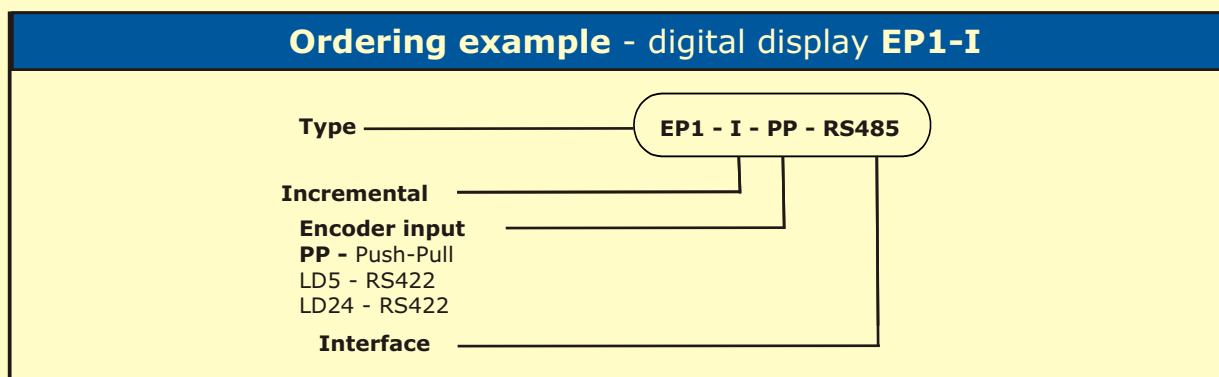 Ordering example - digital display EP1-I
Type
EP1 - I - PP - RS485
Incremental
Encoder input
PP - Push-Pull
LD5 - RS422
LD24 - RS422
Interface